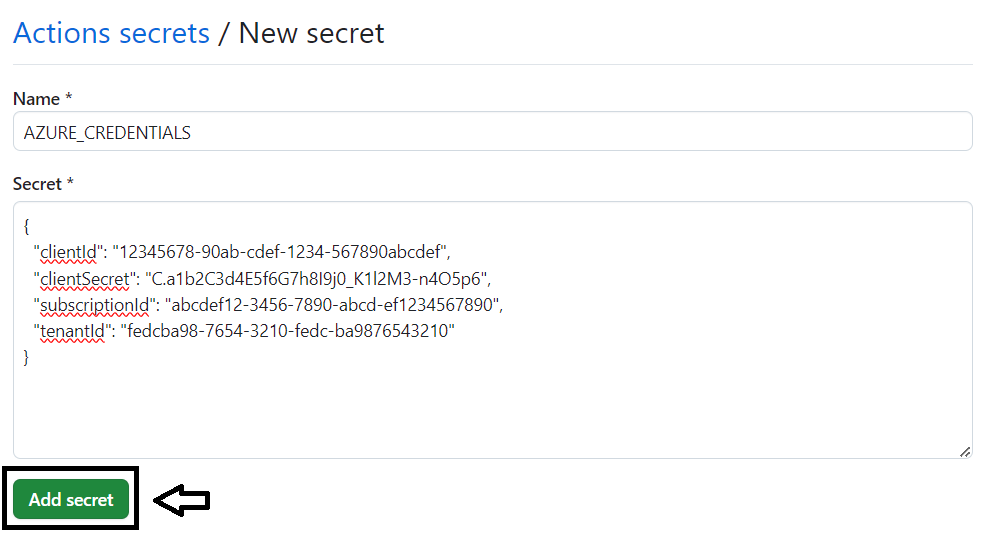 Actions secrets / New secret
Name *
AZURE_CREDENTIALS
Secret *
{
"clientId": "12345678-90ab-cdef-1234-567890abcdef",
"clientSecret": "C.a1b2C3d4E5f6G7h8I9j0_K1l2M3-n4O5p6",
"subscriptionId": "abcdef12-3456-7890-abcd-ef1234567890",
"tenantId": "fedcba98-7654-3210-fedc-ba9876543210"
}
Add secret